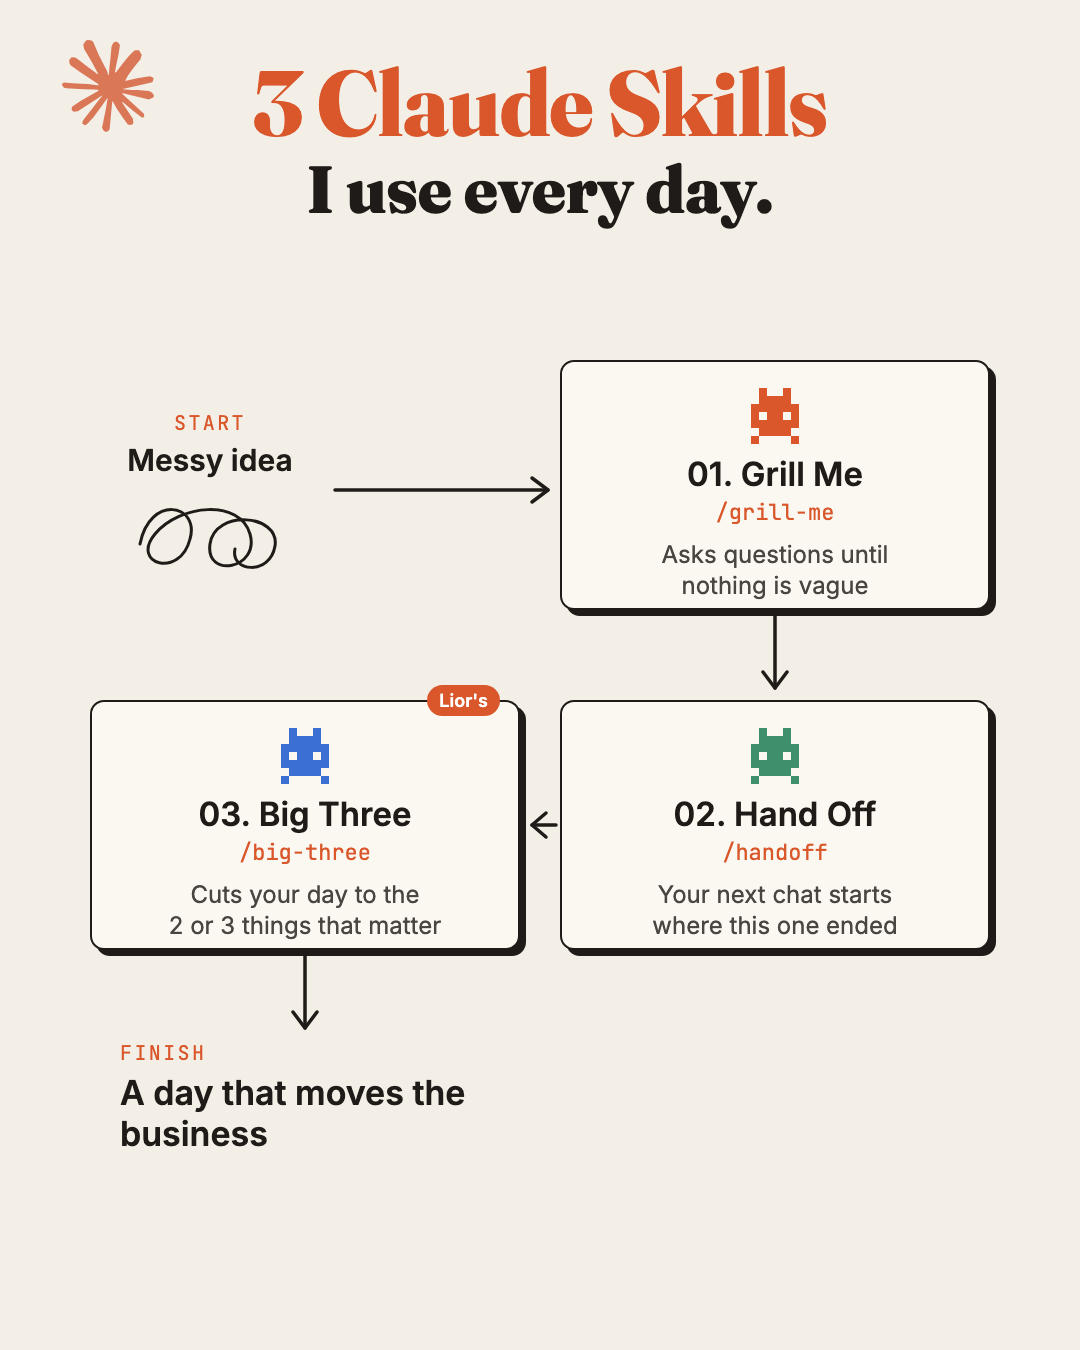 3 Claude Skills
I use every day.
START
Messy idea
01. Grill Me
/grill-me
Asks questions until
nothing is vague
Lior's
03. Big Three
/big-three
Cuts your day to the
2 or 3 things that matter
02. Hand Off
/handoff
Your next chat starts
where this one ended
FINISH
A day that moves the
business